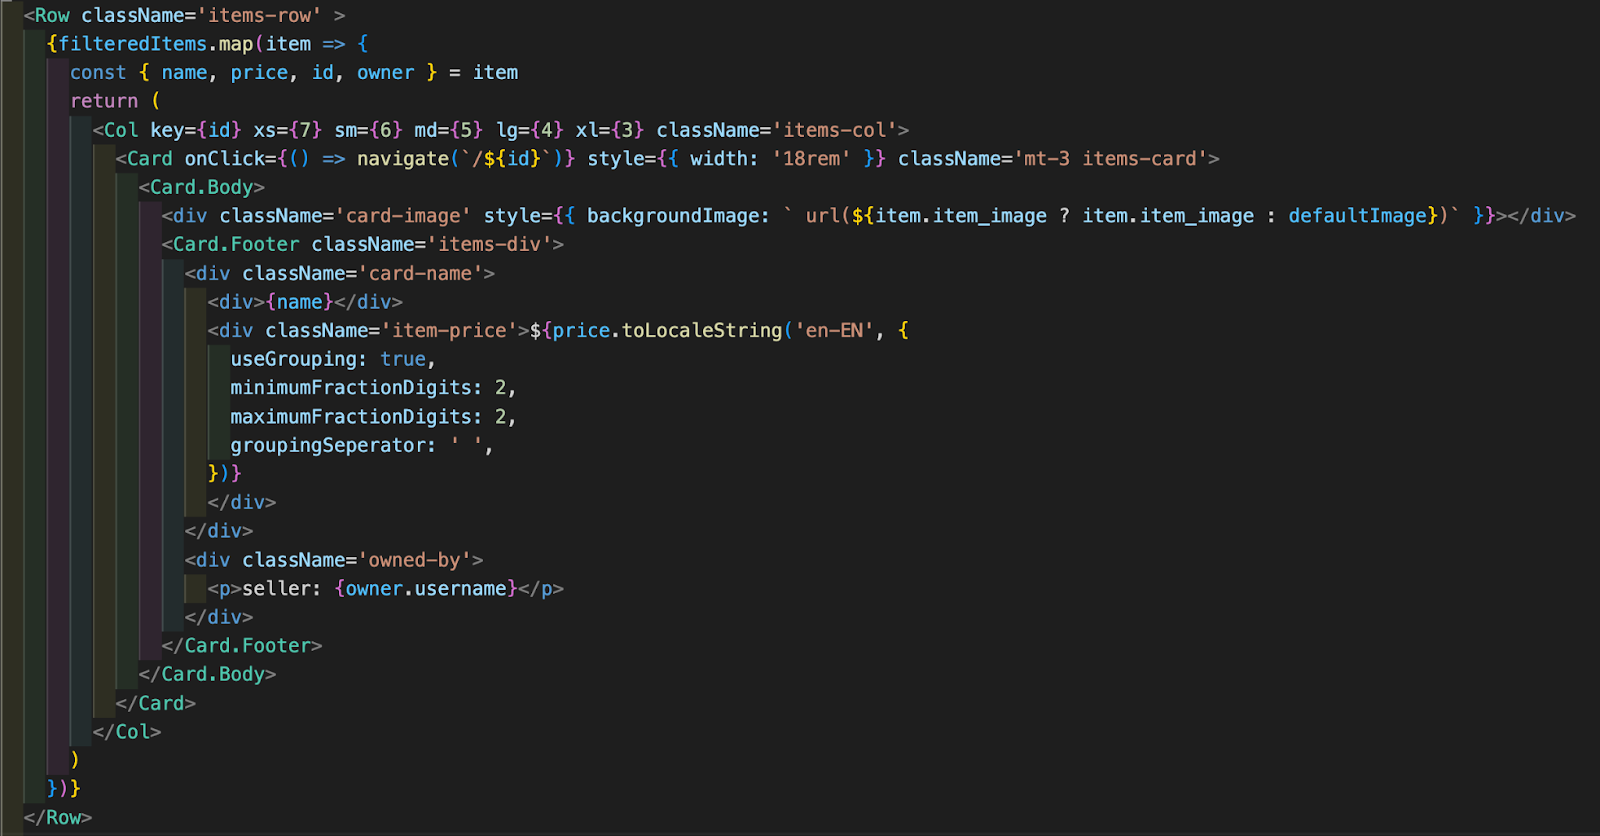 <Row className='items-row' >
{filteredItems.map(item => {
const { name, price, id, owner } = item
return (
<Col key={id} xs={7} sm={6} md={5} lg={4} xl={3} className='items-col'>
<Card onClick={() => navigate(`/${id}`)} style={{ width: '18rem' }} className='mt-3 items-card'>
<Card.Body>
<div className='card-image' style={{ backgroundImage: ` url(${item.item_image ? item.item_image : defaultImage})` }}></div>
<Card.Footer className='items-div'>
<div className='card-name'>
<div>{name}</div>
<div className='item-price'>${price.toLocaleString('en-EN', {
useGrouping: true,
minimumFractionDigits: 2,
maximumFractionDigits: 2,
groupingSeperator: ' ',
})}
</div>
</div>
<div className='owned-by'>
<p>seller: {owner.username}</p>
</div>
</Card.Footer>
</Card.Body>
</Card>
</Col>
)
})}
</Row>